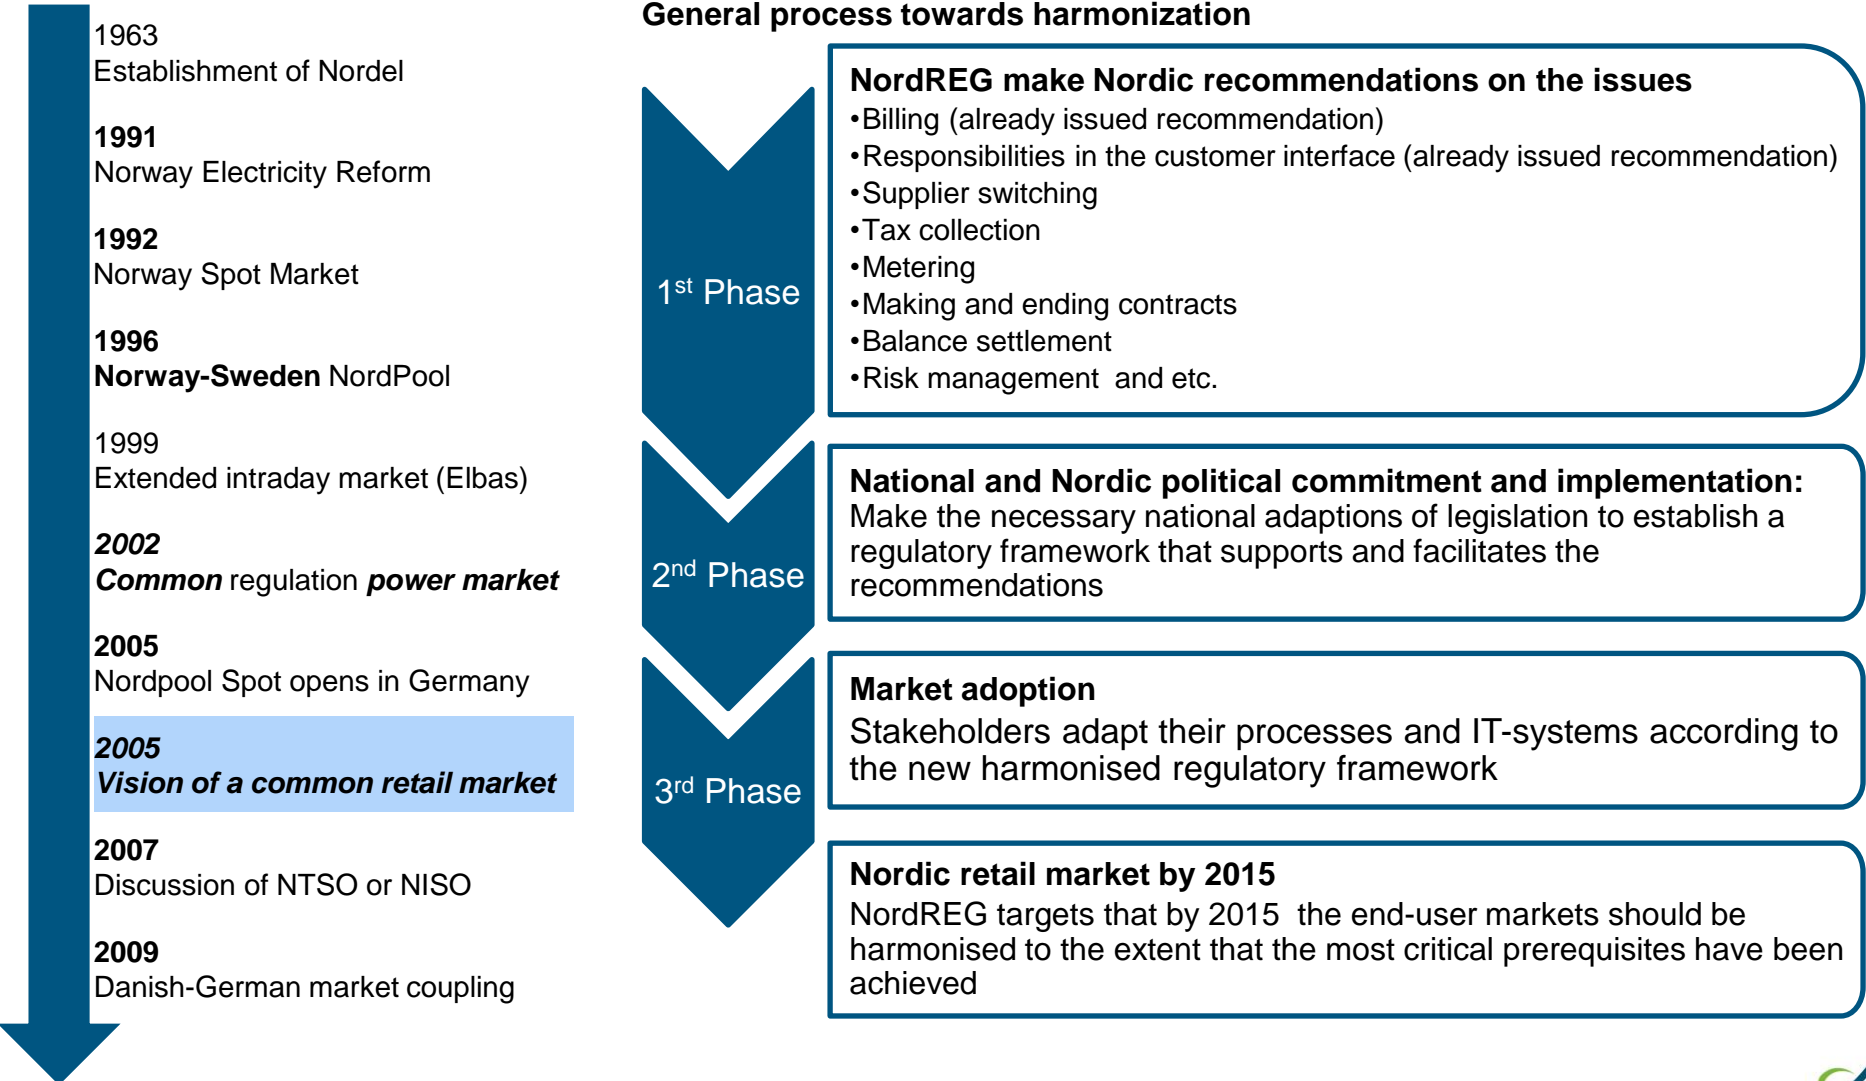 1963
Establishment of Nordel
1991
Norway Electricity Reform
1992
Norway Spot Market
1996
Norway-Sweden NordPool
1999
Extended intraday market (Elbas)
2002
Common regulation power market
2005
Nordpool Spot opens in Germany
2005
Vision of a common retail market
2007
Discussion of NTSO or NISO
2009
Danish-German market coupling
General process towards harmonization
1st Phase
NordREG make Nordic recommendations on the issues
•Billing (already issued recommendation)
•Responsibilities in the customer interface (already issued recommendation)
•Supplier switching
•Tax collection
•Metering
•Making and ending contracts
•Balance settlement
•Risk management  and etc.
2nd Phase
National and Nordic political commitment and implementation:
Make the necessary national adaptions of legislation to establish a
regulatory framework that supports and facilitates the
recommendations
3rd Phase
Market adoption
Stakeholders adapt their processes and IT-systems according to
the new harmonised regulatory framework
Nordic retail market by 2015
NordREG targets that by 2015  the end-user markets should be
harmonised to the extent that the most critical prerequisites have been
achieved